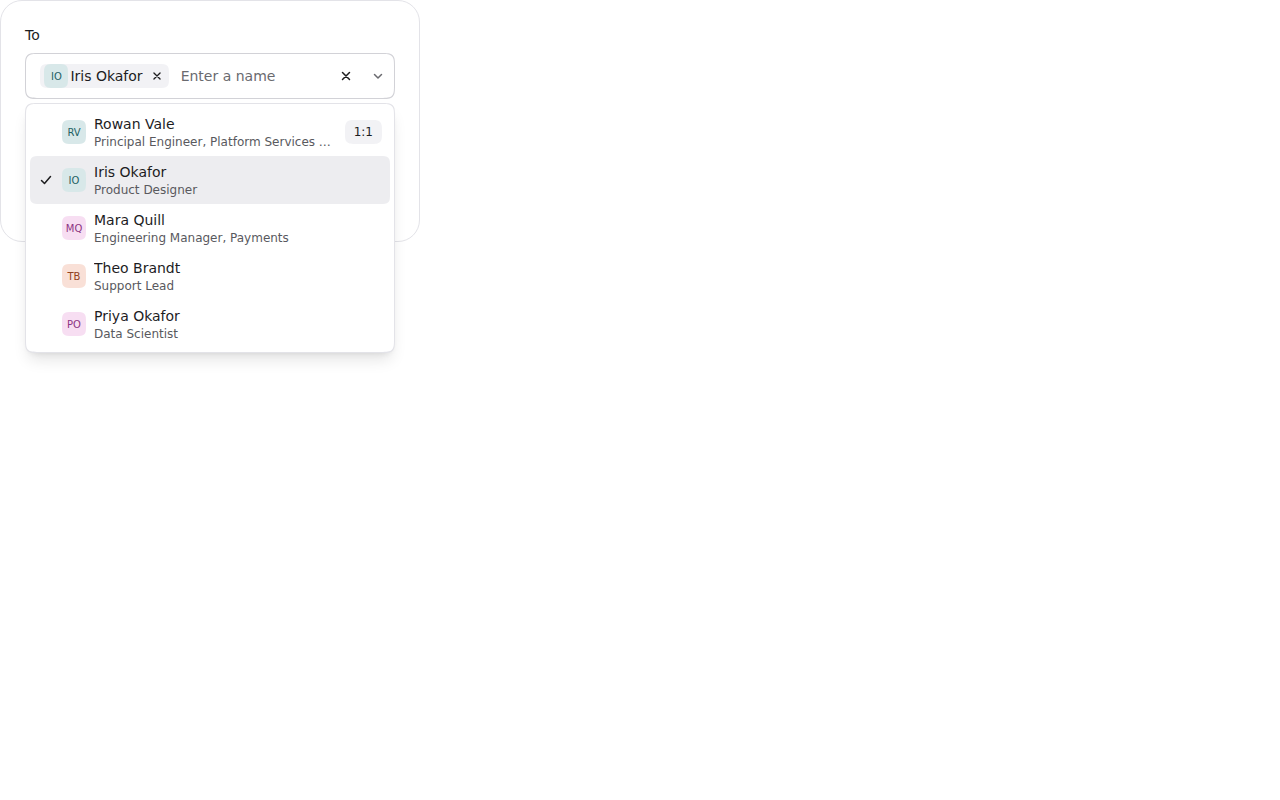 To
IO Iris Okafor Enter a name
RV Rowan Vale
Principal Engineer, Platform Services ...
1:1
IO Iris Okafor
Product Designer
MQ Mara Quill
Engineering Manager, Payments
TB Theo Brandt
Support Lead
PO Priya Okafor
Data Scientist